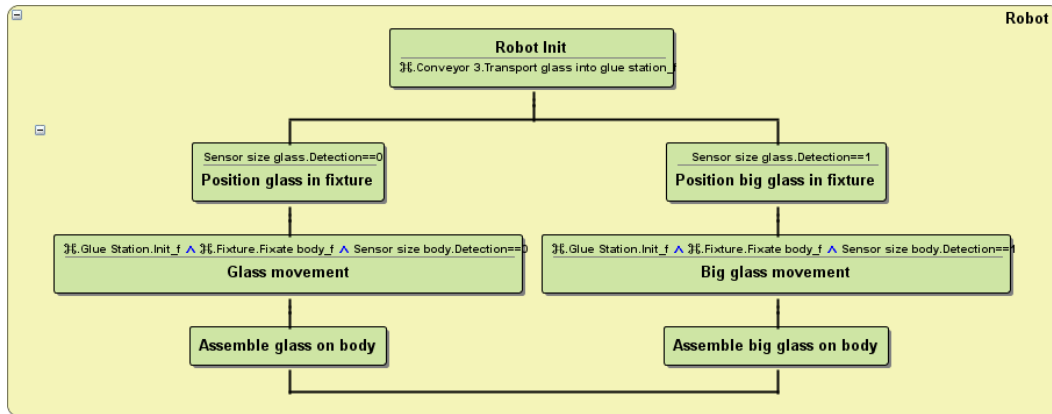 Robot
Robot Init
⌘.Conveyor 3.Transport glass into glue station_f
Sensor size glass.Detection==0
Position glass in fixture
Sensor size glass.Detection==1
Position big glass in fixture
⌘.Glue Station.Init_f ∧ ⌘.Fixture.Fixate body_f ∧ Sensor size body.Detection==0
Glass movement
⌘.Glue Station.Init_f ∧ ⌘.Fixture.Fixate body_f ∧ Sensor size body.Detection==1
Big glass movement
Assemble glass on body
Assemble big glass on body